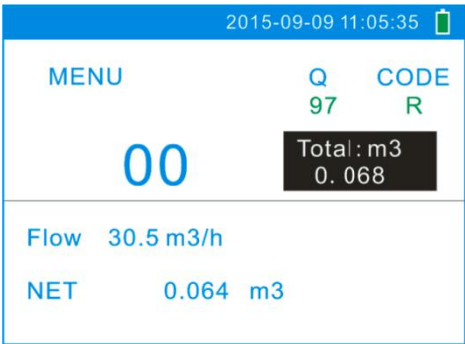 2015-09-09 11:05:35
MENU Q CODE
97 R
00 Total: m3
0. 068
Flow 30.5 m3/h
NET 0.064 m3